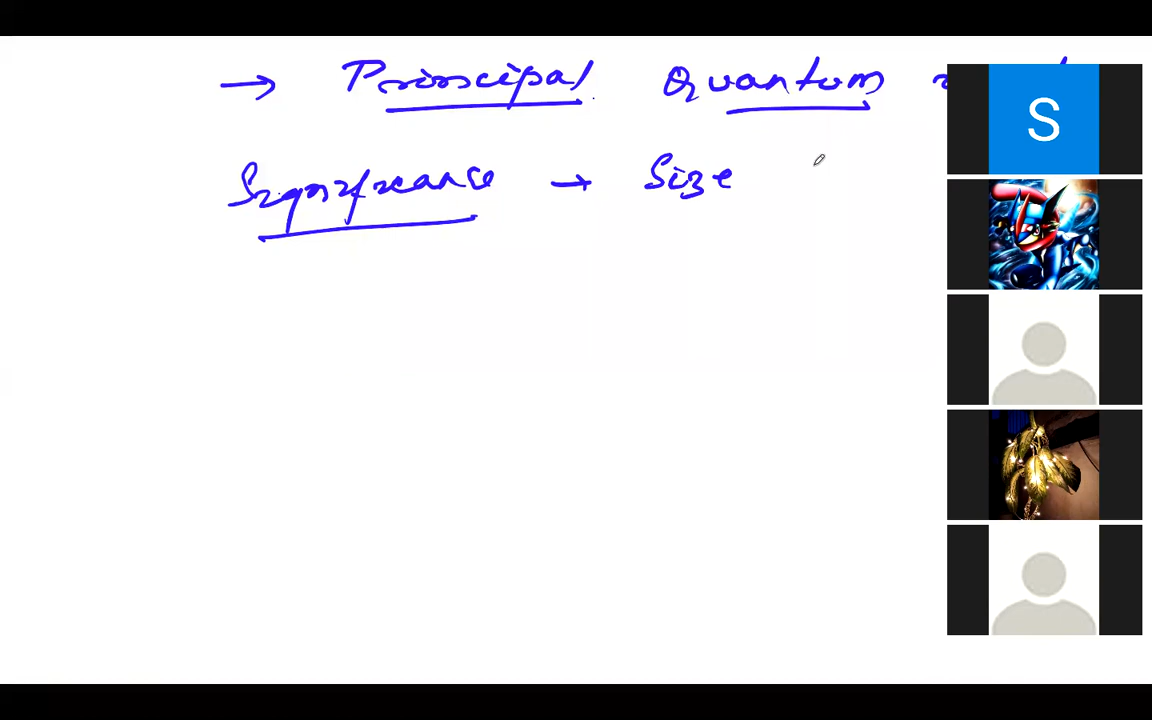 → Principal Quantum
Significance → Size
S